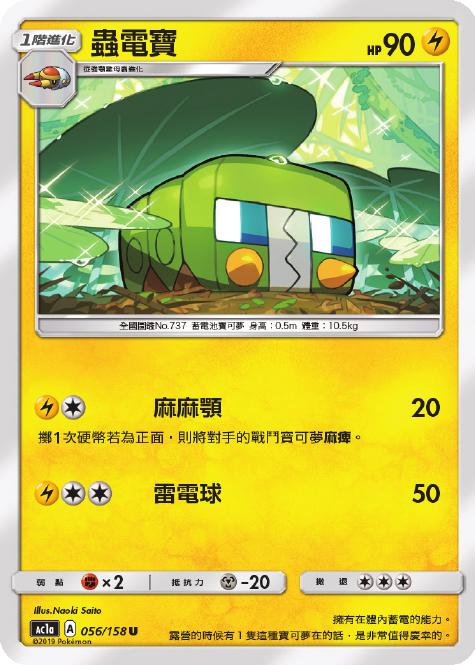 1階進化
蟲電寶
HP 90
從強顎雞母蟲進化
全國圖鑑No.737 蓄電池寶可夢 身高：0.5m 體重：10.5kg
麻麻顎 20
擲1次硬幣若為正面，則將對手的戰鬥寶可夢麻痺。
雷電球 50
弱點 ×2 抵抗力 -20 撤退
Illus.Naoki Saito
擁有在體內蓄電的能力。
AC1a A 056/158 U
露營的時候有1隻這種寶可夢在的話，是非常值得慶幸的。
©2019 Pokémon